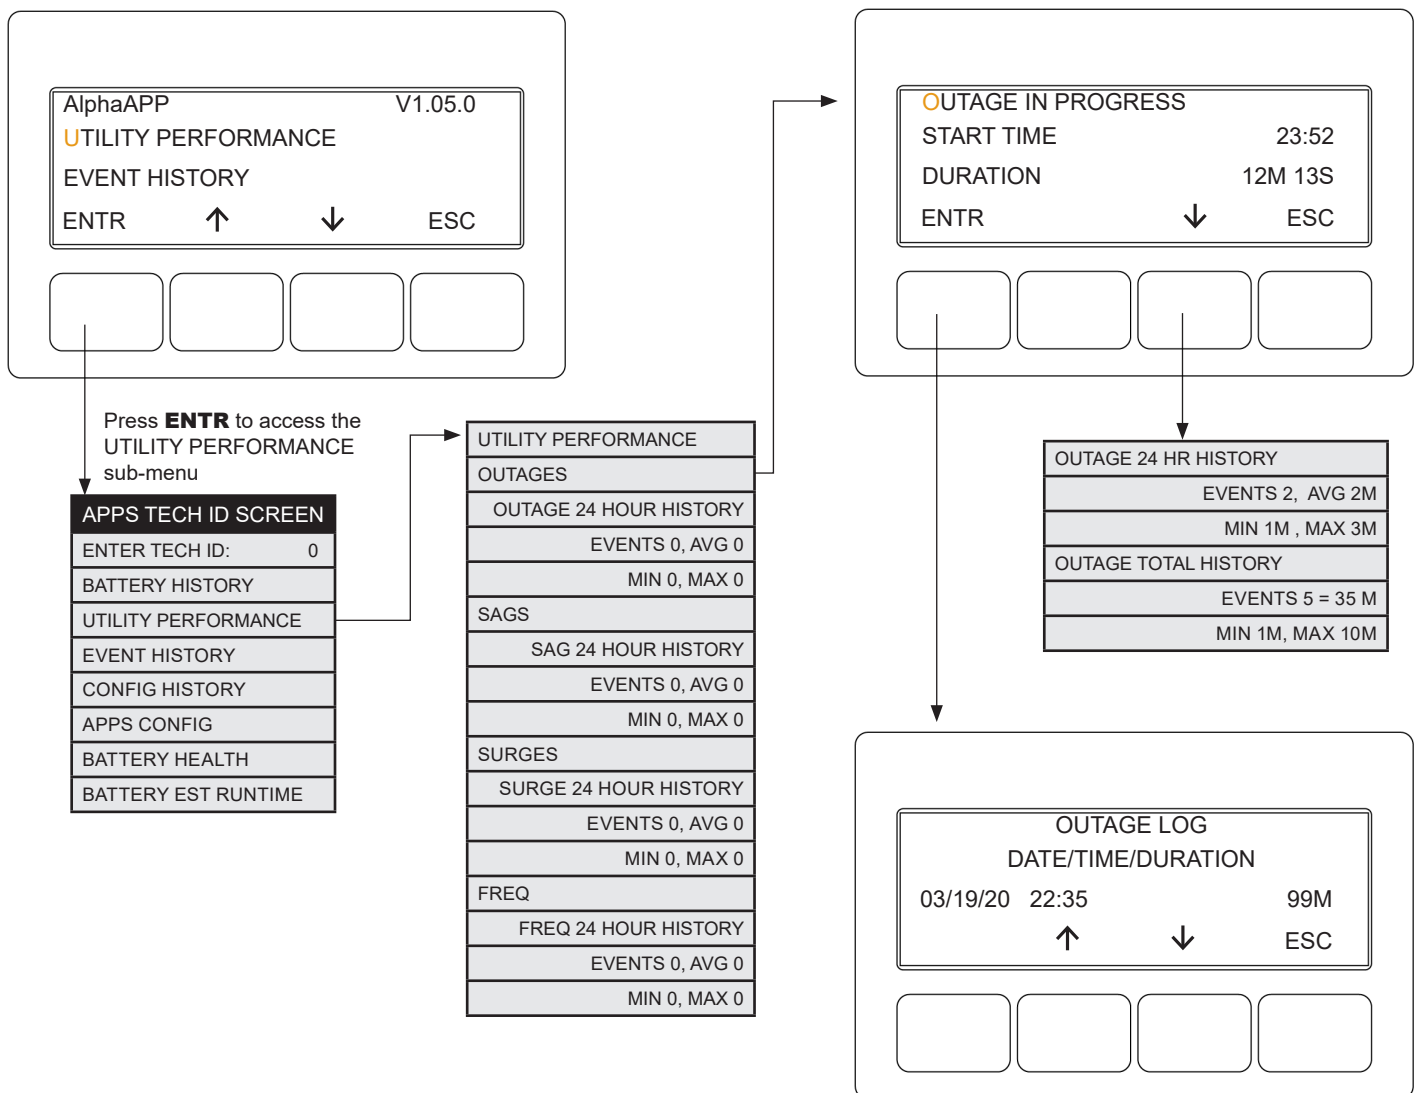 AlphaAPP V1.05.0
UTILITY PERFORMANCE
EVENT HISTORY
ENTR ↑ ↓ ESC
Press ENTR to access the
UTILITY PERFORMANCE
sub-menu
APPS TECH ID SCREEN
ENTER TECH ID: 0
BATTERY HISTORY
UTILITY PERFORMANCE
EVENT HISTORY
CONFIG HISTORY
APPS CONFIG
BATTERY HEALTH
BATTERY EST RUNTIME
UTILITY PERFORMANCE
OUTAGES
OUTAGE 24 HOUR HISTORY
EVENTS 0, AVG 0
MIN 0, MAX 0
SAGS
SAG 24 HOUR HISTORY
EVENTS 0, AVG 0
MIN 0, MAX 0
SURGES
SURGE 24 HOUR HISTORY
EVENTS 0, AVG 0
MIN 0, MAX 0
FREQ
FREQ 24 HOUR HISTORY
EVENTS 0, AVG 0
MIN 0, MAX 0
OUTAGE IN PROGRESS
START TIME 23:52
DURATION 12M 13S
ENTR ↓ ESC
OUTAGE 24 HR HISTORY
EVENTS 2, AVG 2M
MIN 1M , MAX 3M
OUTAGE TOTAL HISTORY
EVENTS 5 = 35 M
MIN 1M, MAX 10M
OUTAGE LOG
DATE/TIME/DURATION
03/19/20 22:35 99M
↑ ↓ ESC